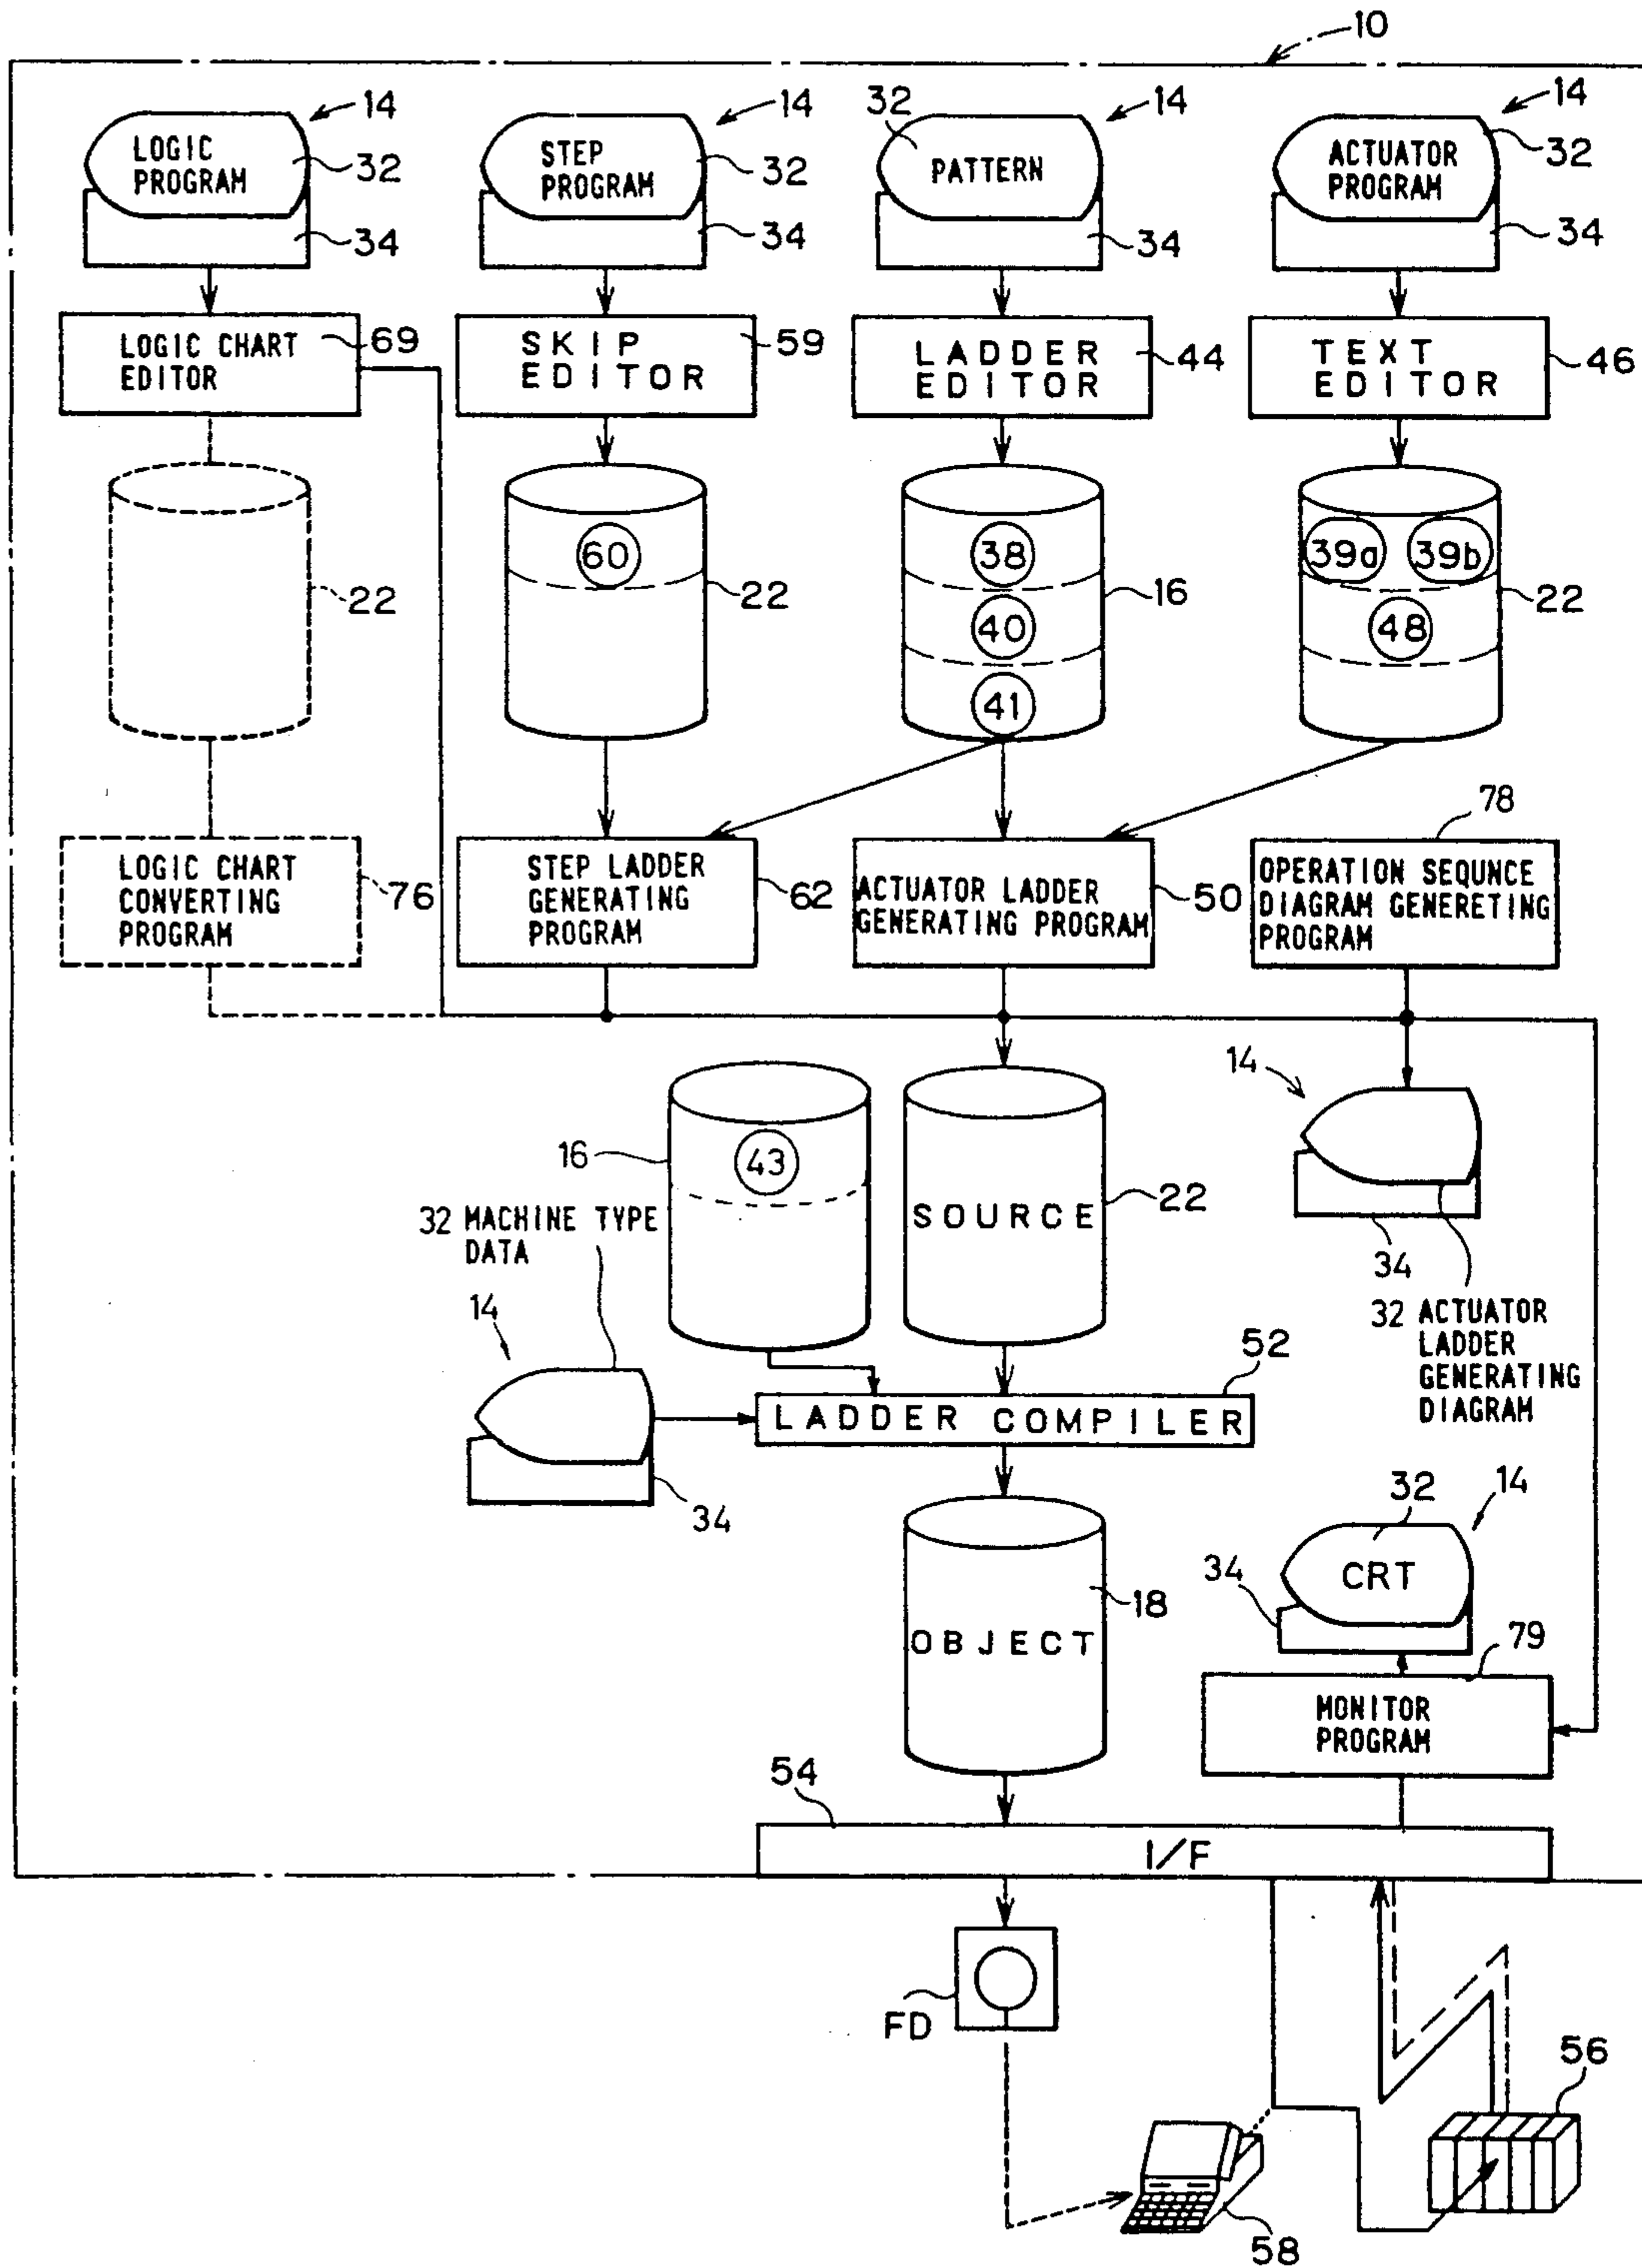 10
14
14
32
14
14
LOGIC
PROGRAM
32
STEP
PROGRAM
32
PATTERN
ACTUATOR
PROGRAM
32
34
34
34
34
LOGIC CHART
EDITOR
69
SKIP
EDITOR
59
LADDER
EDITOR
44
TEXT
EDITOR
46
22
60
22
38
40
41
16
39a
39b
48
22
78
LOGIC CHART
CONVERTING
PROGRAM
76
STEP LADDER
GENERATING
PROGRAM
62
ACTUATOR LADDER
GENERATING PROGRAM
50
OPERATION SEQUNCE
DIAGRAM GENERETING
PROGRAM
14
16
43
SOURCE
22
32 MACHINE TYPE
DATA
34
32 ACTUATOR
LADDER
GENERATING
DIAGRAM
14
52
LADDER COMPILER
34
32
14
CRT
34
18
OBJECT
79
MONITOR
PROGRAM
54
I/F
FD
56
58